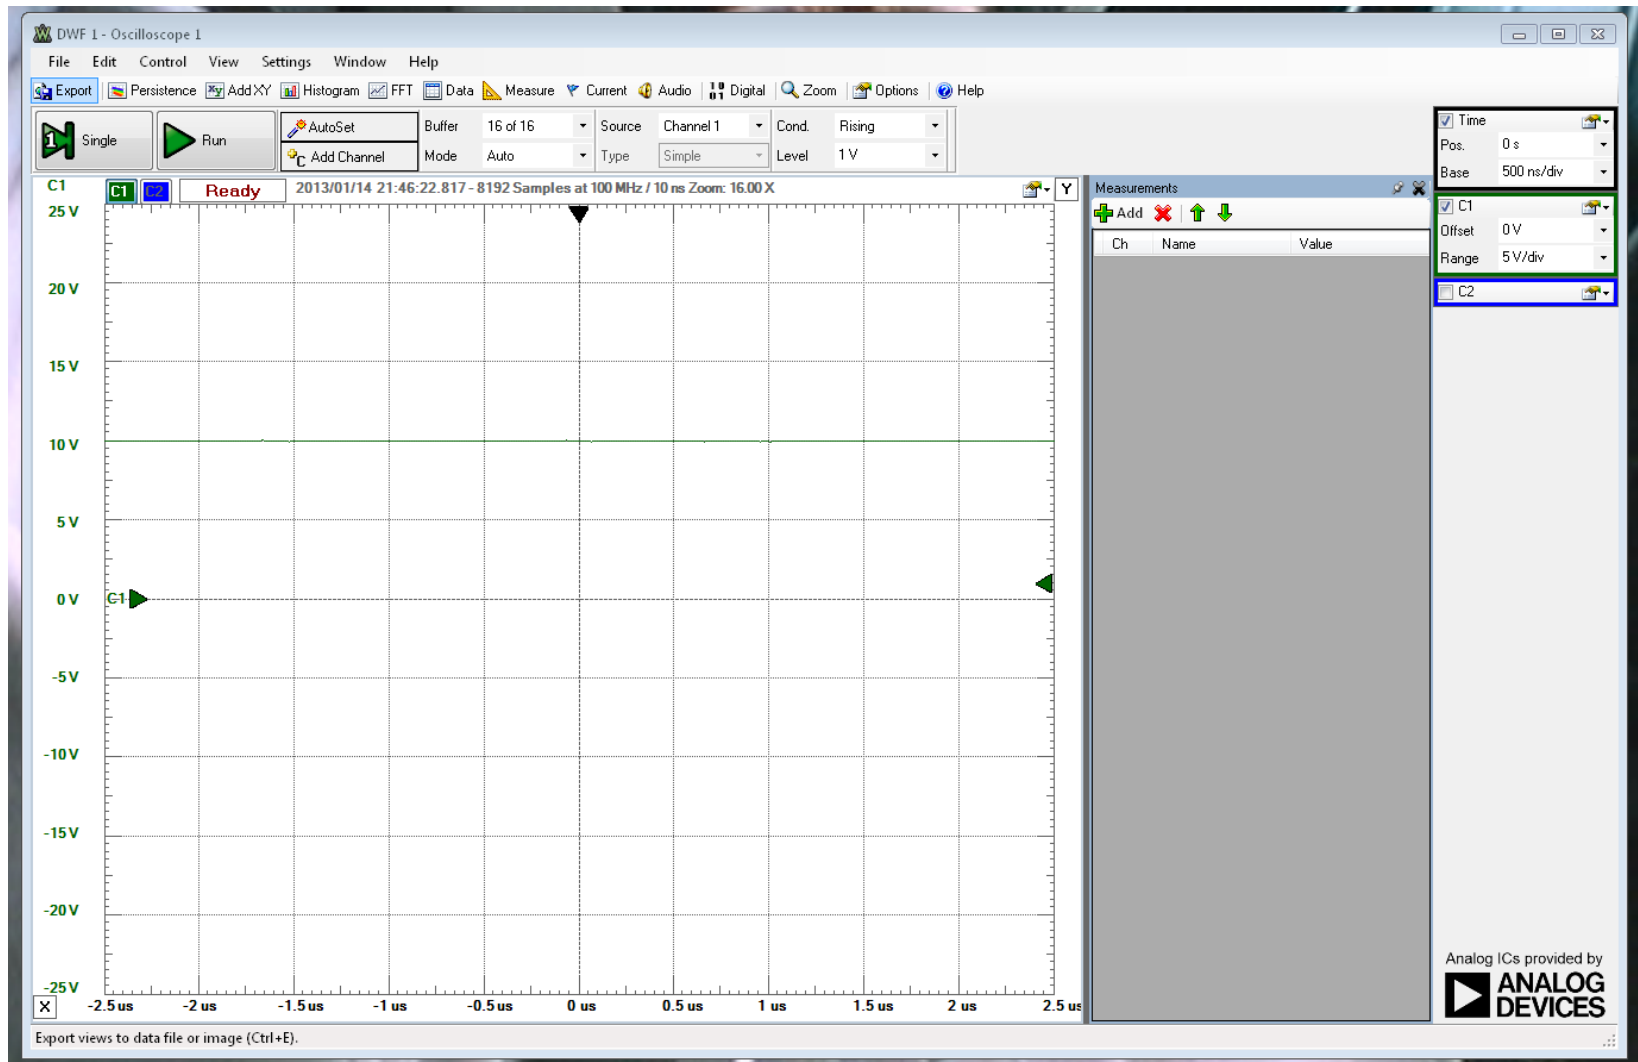 DWF 1 - Oscilloscope 1
File Edit Control View Settings Window Help
Export Persistence Xy Add XY Histogram FFT Data Measure Current Audio Digital Zoom Options Help
1 Single Run AutoSet Buffer 16 of 16 Source Channel 1 Cond. Rising
C Add Channel Mode Auto Type Simple Level 1 V
C1 C1 C2 Ready 2013/01/14 21:46:22.817 - 8192 Samples at 100 MHz / 10 ns Zoom: 16.00 X Y
25 V
20 V
15 V
10 V
5 V
0 V C1
-5 V
-10 V
-15 V
-20 V
-25 V
X -2.5 us -2 us -1.5 us -1 us -0.5 us 0 us 0.5 us 1 us 1.5 us 2 us 2.5 us
Measurements
Add
Ch Name Value
Time
Pos. 0 s
Base 500 ns/div
C1
Offset 0 V
Range 5 V/div
C2
Analog ICs provided by
ANALOG
DEVICES
Export views to data file or image (Ctrl+E).